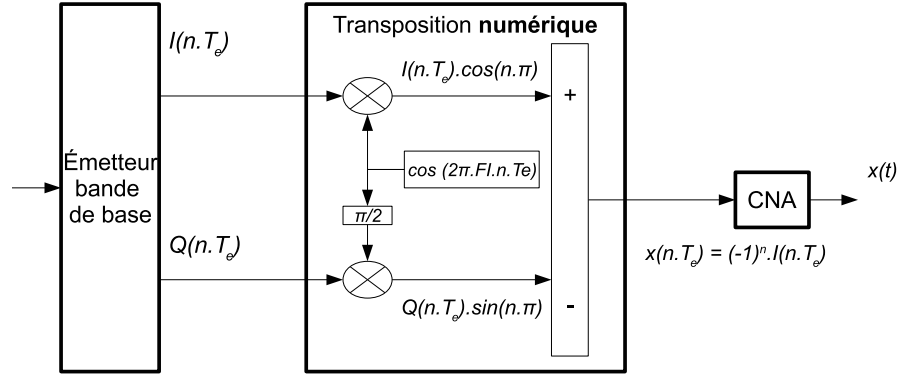 Transposition numérique
I(n.Te)
I(n.Te).cos(n.π)
+
Émetteur
bande
de base
cos (2π.FI.n.Te)
π/2
x(t)
CNA
Q(n.Te)
x(n.Te) = (-1)ⁿ.I(n.Te)
Q(n.Te).sin(n.π)
-